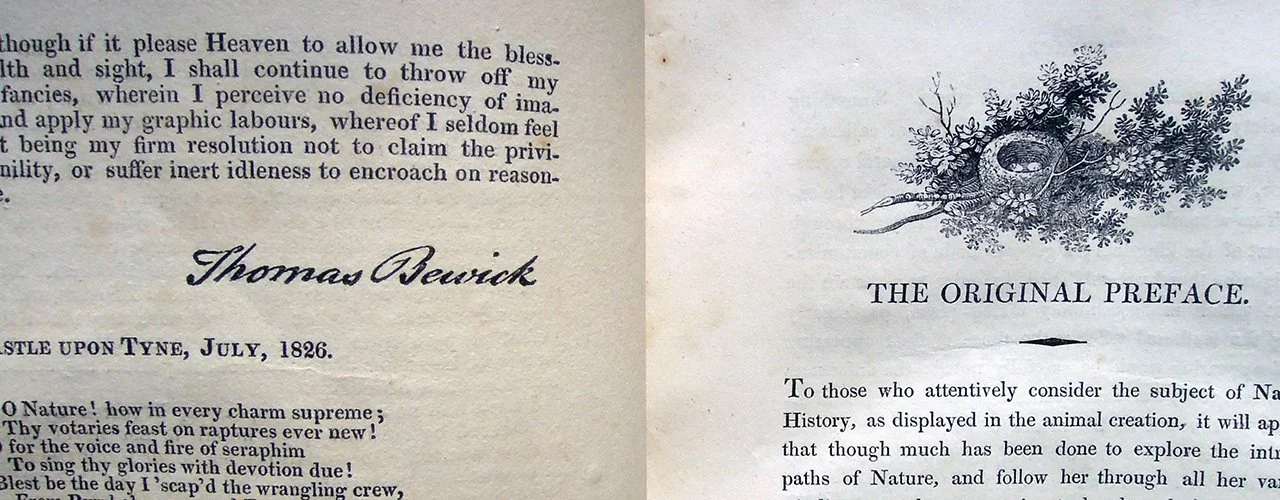 though if it please Heaven to allow me the bless-
lth and sight, I shall continue to throw off my
fancies, wherein I perceive no deficiency of ima-
nd apply my graphic labours, whereof I seldom feel
t being my firm resolution not to claim the privi-
nility, or suffer inert idleness to encroach on reason-
e.
Thomas Bewick
ASTLE UPON TYNE, JULY, 1826.
O Nature! how in every charm supreme;
Thy votaries feast on raptures ever new!
for the voice and fire of seraphim
To sing thy glories with devotion due!
Blest be the day I 'scap'd the wrangling crew,
From
THE ORIGINAL PREFACE.
To those who attentively consider the subject of Na
History, as displayed in the animal creation, it will ap
that though much has been done to explore the intr
paths of Nature, and follow her through all her va